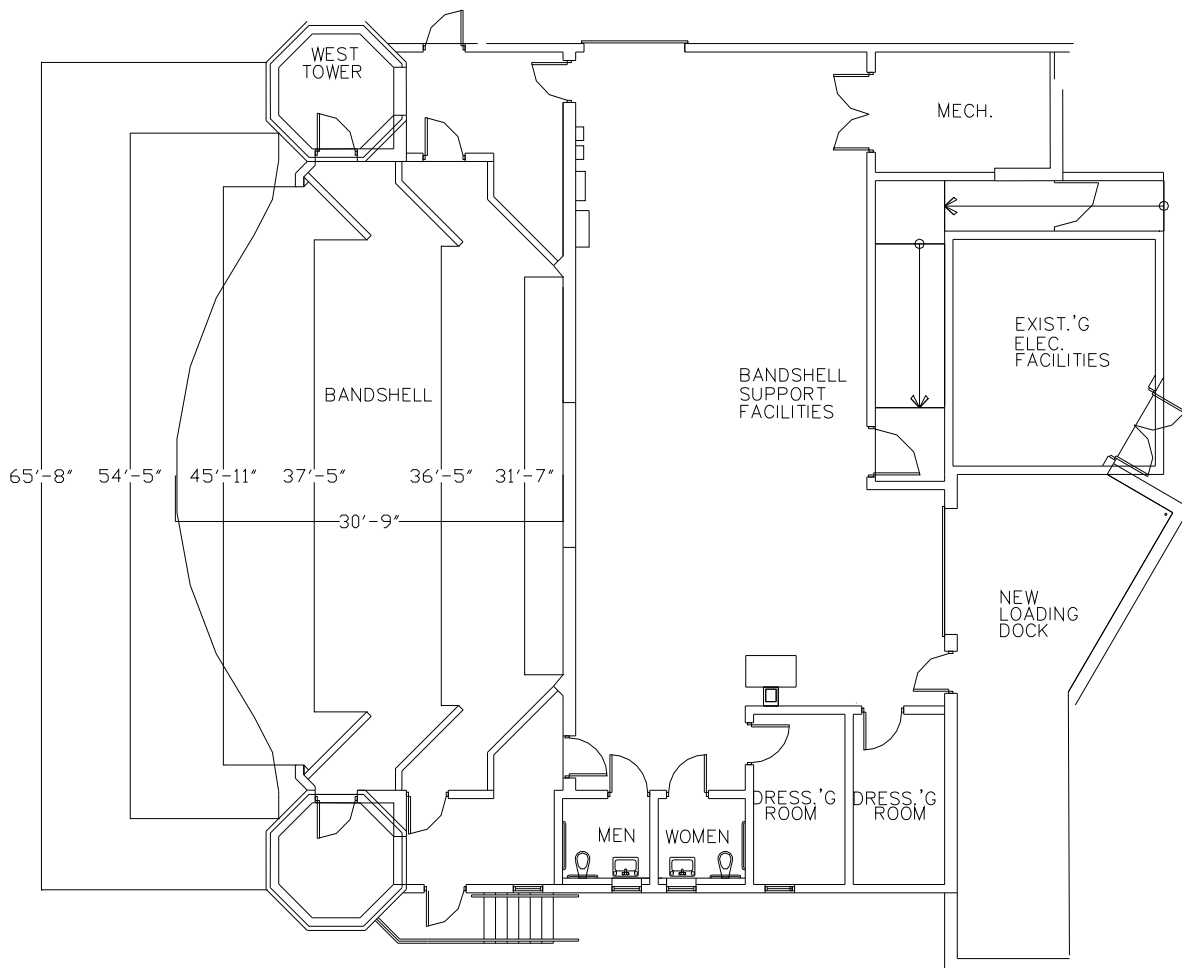 WEST
TOWER
MECH.
EXIST.'G
ELEC.
FACILITIES
BANDSHELL
SUPPORT
FACILITIES
BANDSHELL
65'-8" 54'-5" 45'-11" 37'-5" 36'-5" 31'-7"
30'-9"
NEW
LOADING
DOCK
DRESS.'G
ROOM
DRESS.'G
ROOM
MEN
WOMEN